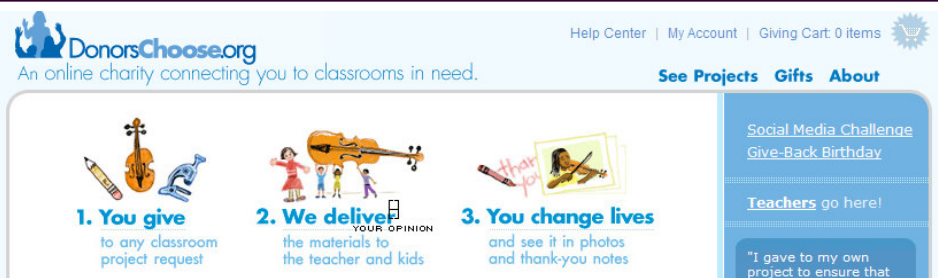 DonorsChoose.org
Help Center | My Account | Giving Cart: 0 items
An online charity connecting you to classrooms in need.
See Projects Gifts About
thank you
1. You give
to any classroom
project request
2. We deliver
YOUR OPINION
the materials to
the teacher and kids
3. You change lives
and see it in photos
and thank-you notes
Social Media Challenge
Give-Back Birthday
Teachers go here!
"I gave to my own
project to ensure that